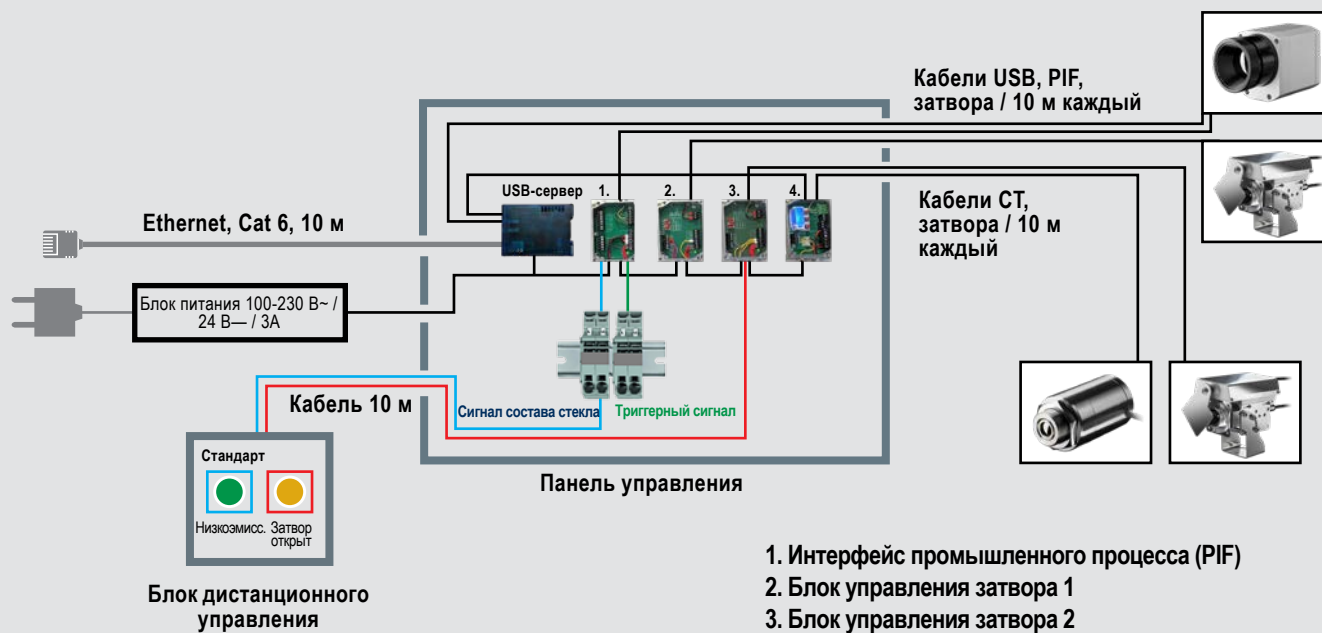 Кабели USB, PIF,
затвора / 10 м каждый
USB-сервер
1.
2.
3.
4.
Ethernet, Cat 6, 10 м
Кабели CT,
затвора / 10 м
каждый
Блок питания 100-230 В~ /
24 В— / 3А
Кабель 10 м
Сигнал состава стекла
Триггерный сигнал
Стандарт
Низкоэмисс.
Затвор
открыт
Панель управления
Блок дистанционного
управления
1. Интерфейс промышленного процесса (PIF)
2. Блок управления затвора 1
3. Блок управления затвора 2